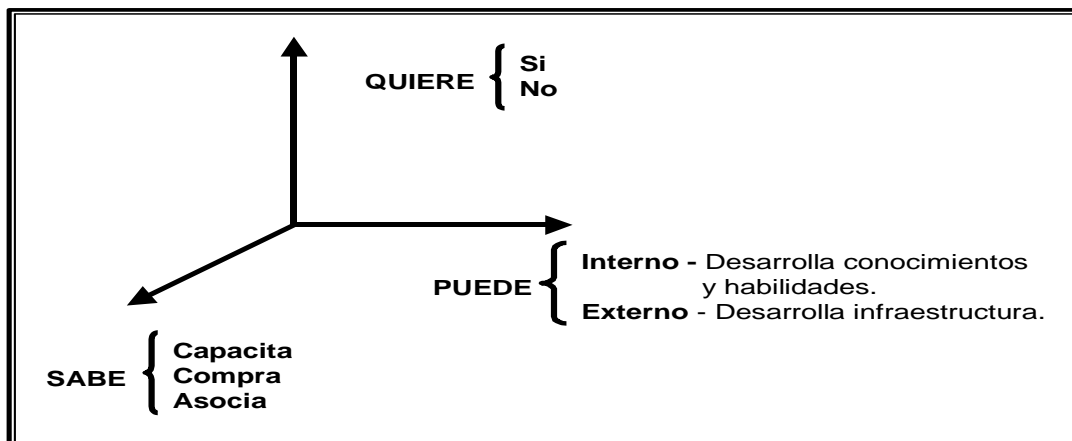 QUIERE { Si
No
PUEDE { Interno - Desarrolla conocimientos
y habilidades.
Externo - Desarrolla infraestructura.
SABE { Capacita
Compra
Asocia